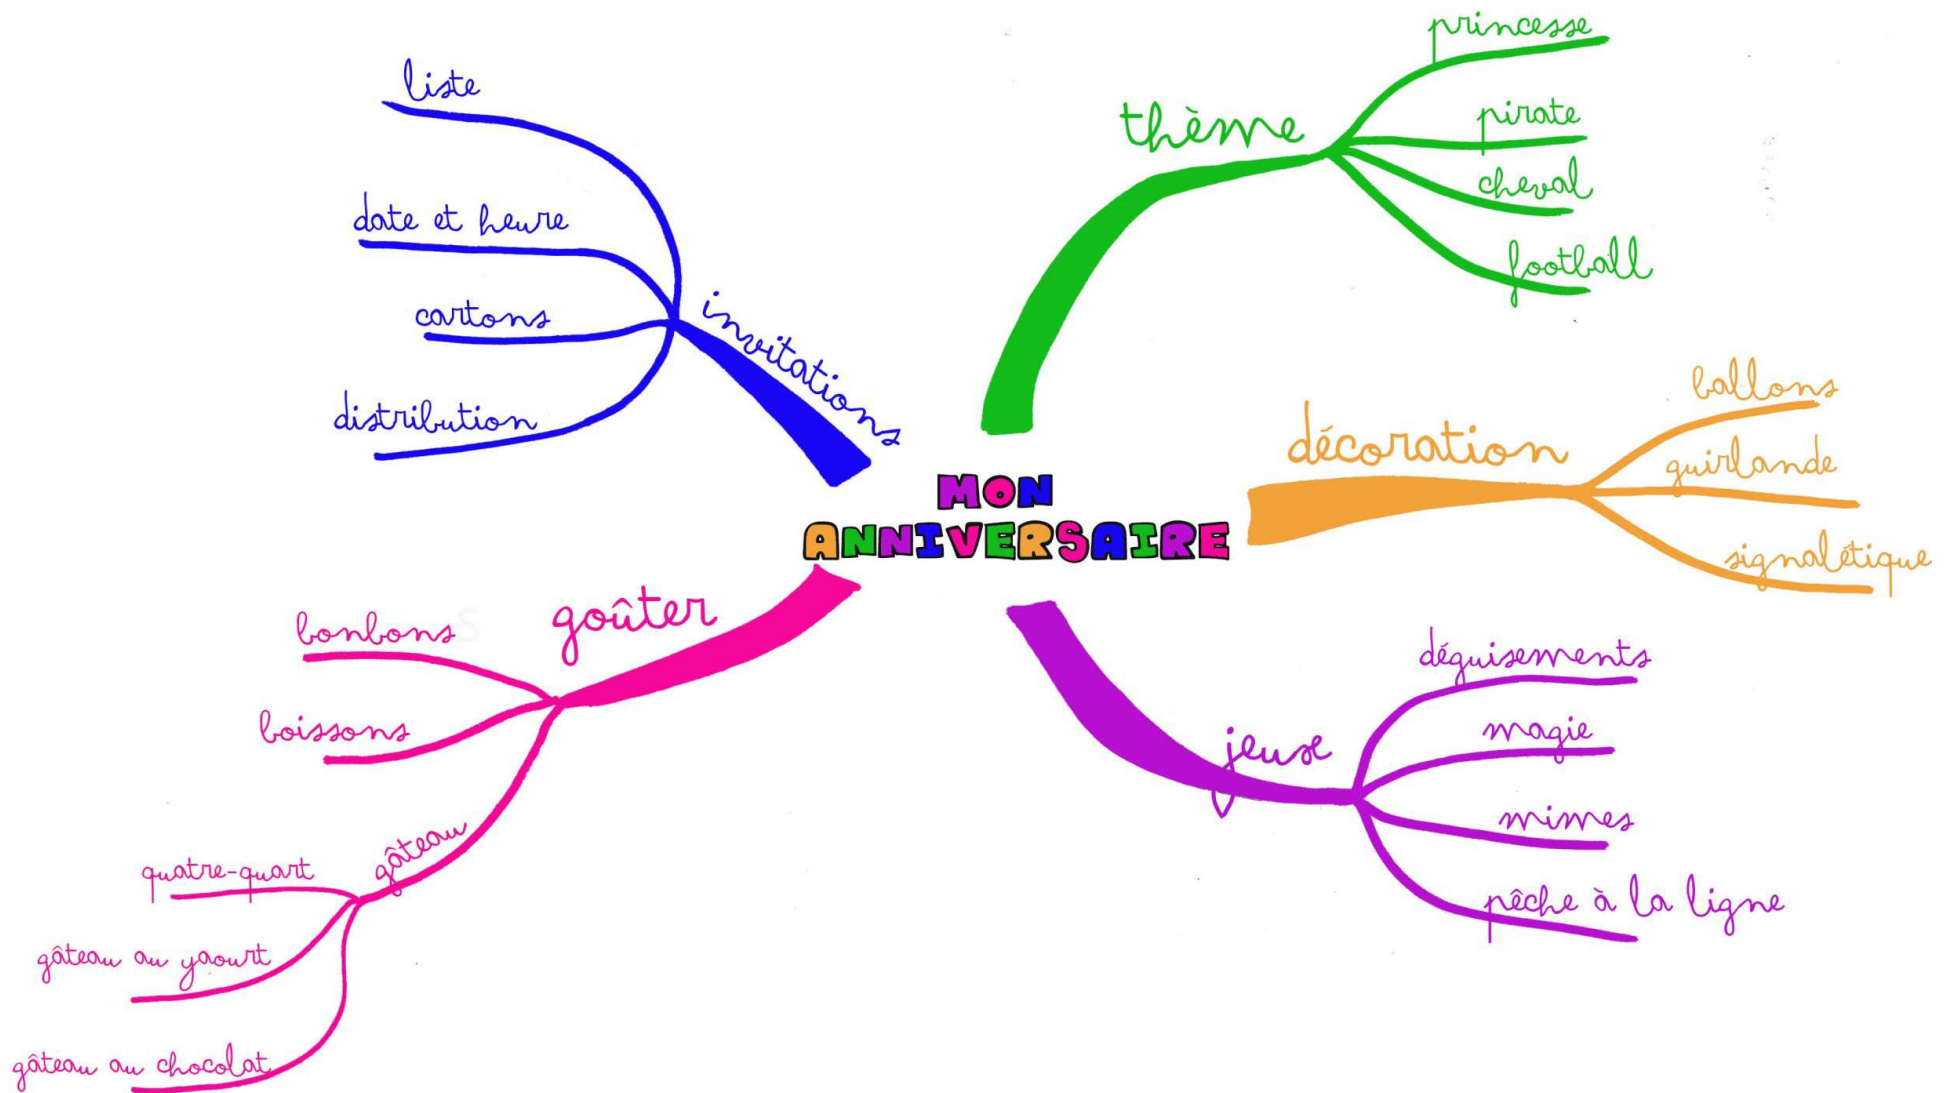 MON
ANNIVERSAIRE
thème
princesse
pirate
cheval
football
décoration
ballons
guirlande
signalétique
jeux
déguisements
magie
mimes
pêche à la ligne
goûter
bonbons
boissons
gâteau
quatre-quart
gâteau au yaourt
gâteau au chocolat
invitations
liste
date et heure
cartons
distribution